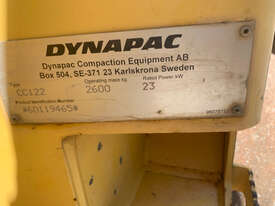 DYNAPAC
Dynapac Compaction Equipment AB
Box 504, SE-371 23 Karlskrona Sweden
Type Operating mass kg Rated Power kW
CC122 2600 23
Product Identification Number
*60119465*